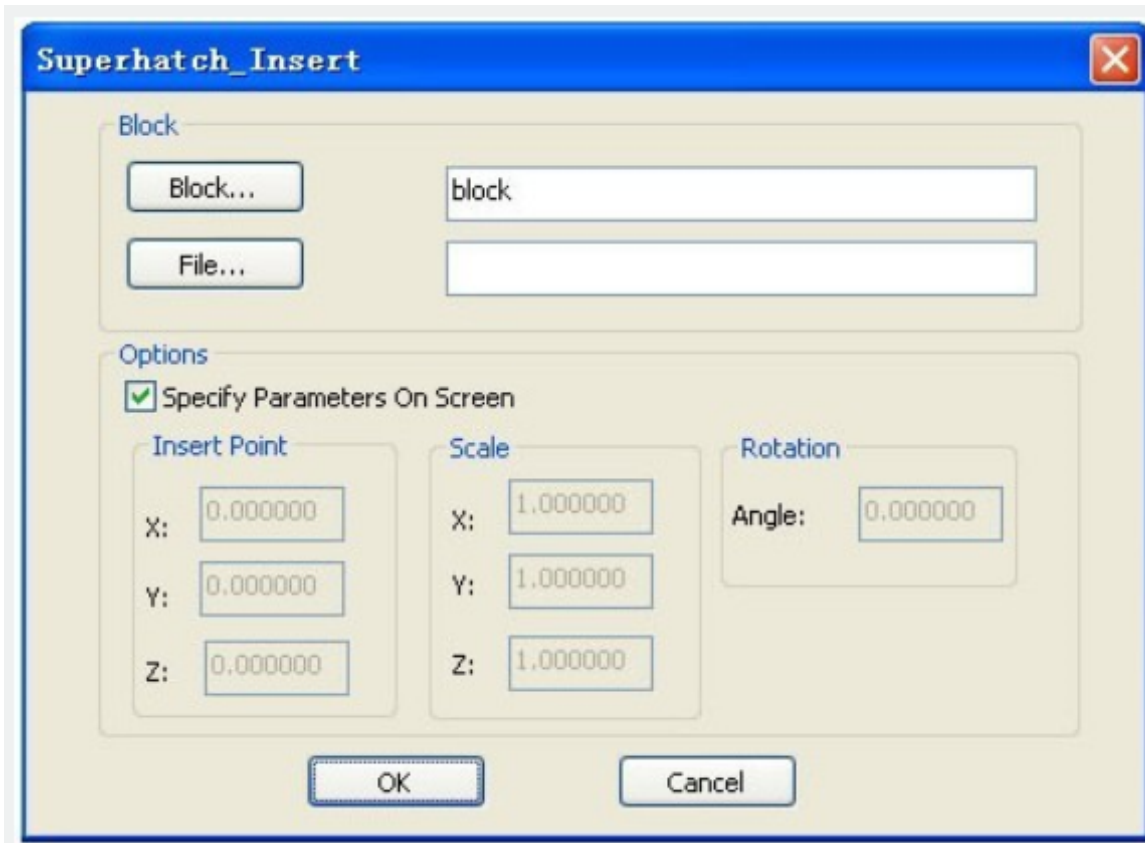 Superhatch_Insert
Block
Block...
block
File...
Options
Specify Parameters On Screen
Insert Point
Scale
Rotation
X: 0.000000
X: 1.000000
Angle: 0.000000
Y: 0.000000
Y: 1.000000
Z: 0.000000
Z: 1.000000
OK
Cancel